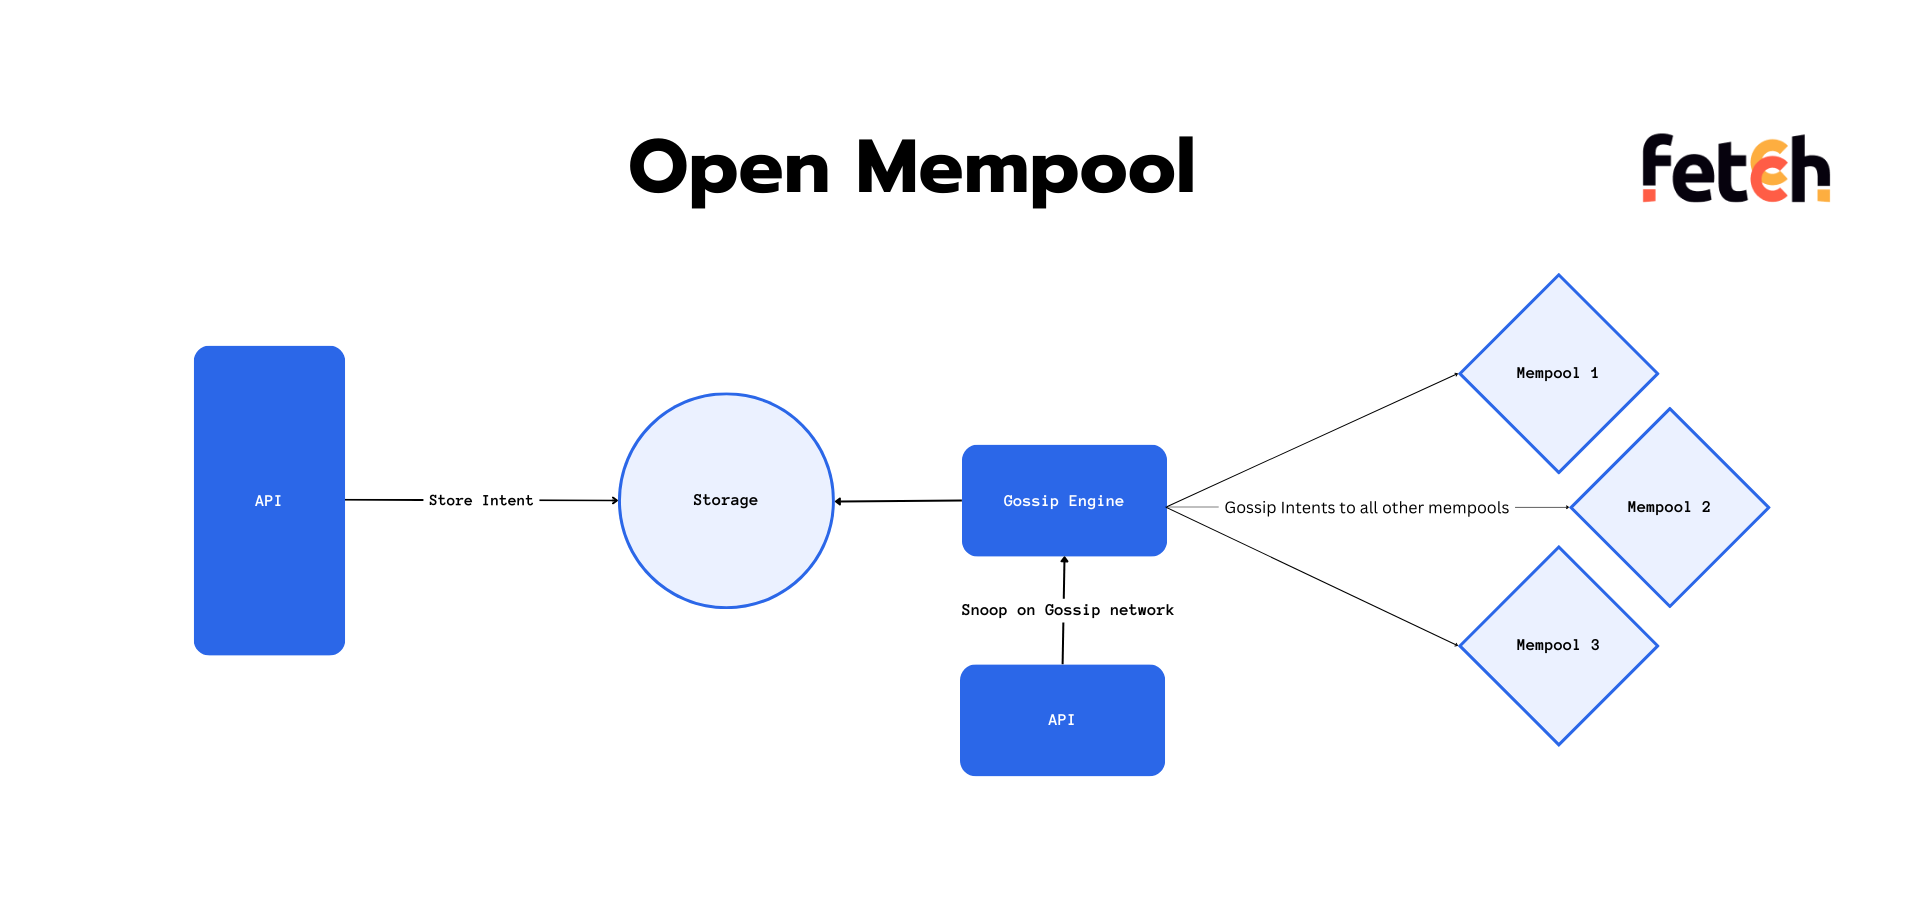 Open Mempool
fetch
Mempool 1
API
Store Intent
Storage
Gossip Engine
Gossip Intents to all other mempools
Mempool 2
Snoop on Gossip network
Mempool 3
API